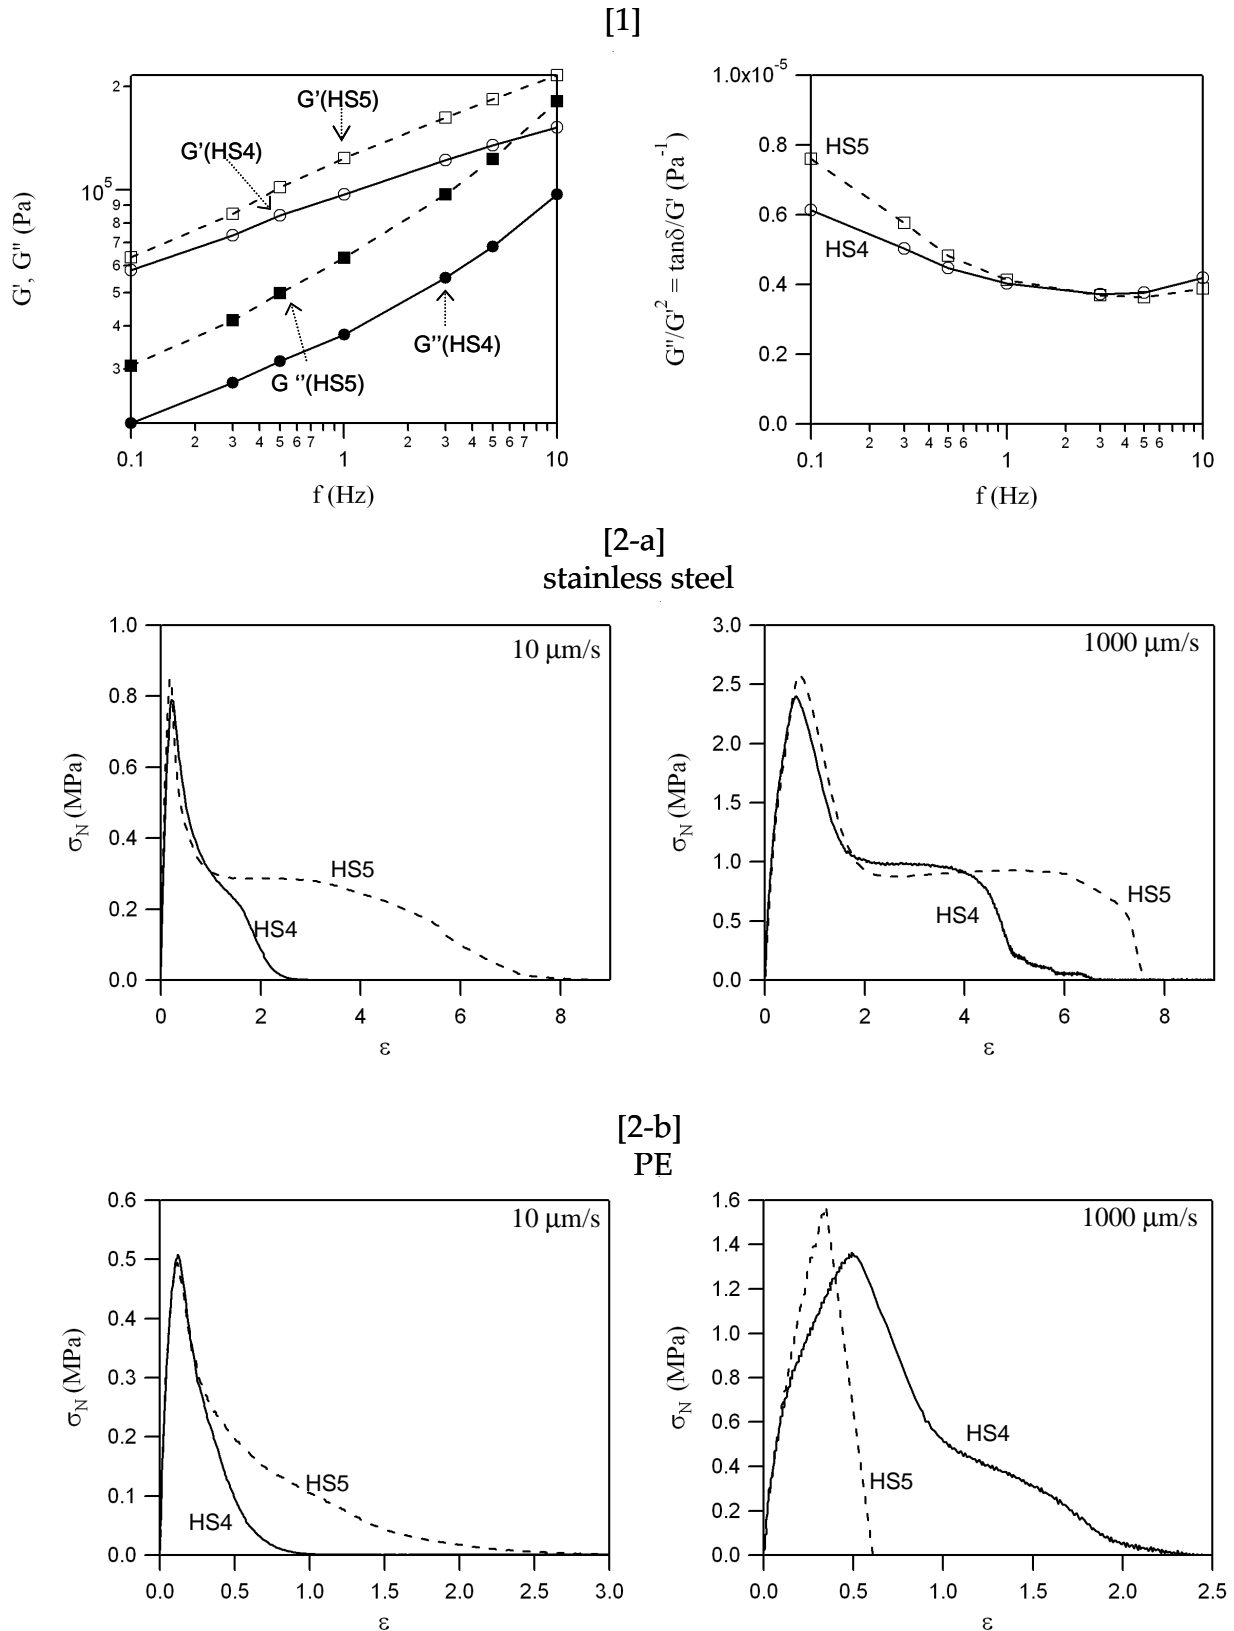 [1]
2
10^5
9
8
7
6
5
4
3
G', G" (Pa)
G'(HS5)
G'(HS4)
G''(HS4)
G ‘’(HS5)
2 3 4 5 6 7 2 3 4 5 6 7
0.1 1 10
f (Hz)
1.0x10^-5
0.8
0.6
0.4
0.2
0.0
G"/G'^2 = tanδ/G' (Pa^-1)
HS5
HS4
2 3 4 5 6 2 3 4 5 6
0.1 1 10
f (Hz)
[2-a]
stainless steel
1.0
0.8
0.6
0.4
0.2
0.0
σN (MPa)
10 μm/s
HS5
HS4
0 2 4 6 8
ε
3.0
2.5
2.0
1.5
1.0
0.5
0.0
σN (MPa)
1000 μm/s
HS4
HS5
0 2 4 6 8
ε
[2-b]
PE
0.6
0.5
0.4
0.3
0.2
0.1
0.0
σN (MPa)
10 μm/s
HS5
HS4
0.0 0.5 1.0 1.5 2.0 2.5 3.0
ε
1.6
1.4
1.2
1.0
0.8
0.6
0.4
0.2
0.0
σN (MPa)
1000 μm/s
HS4
HS5
0.0 0.5 1.0 1.5 2.0 2.5
ε